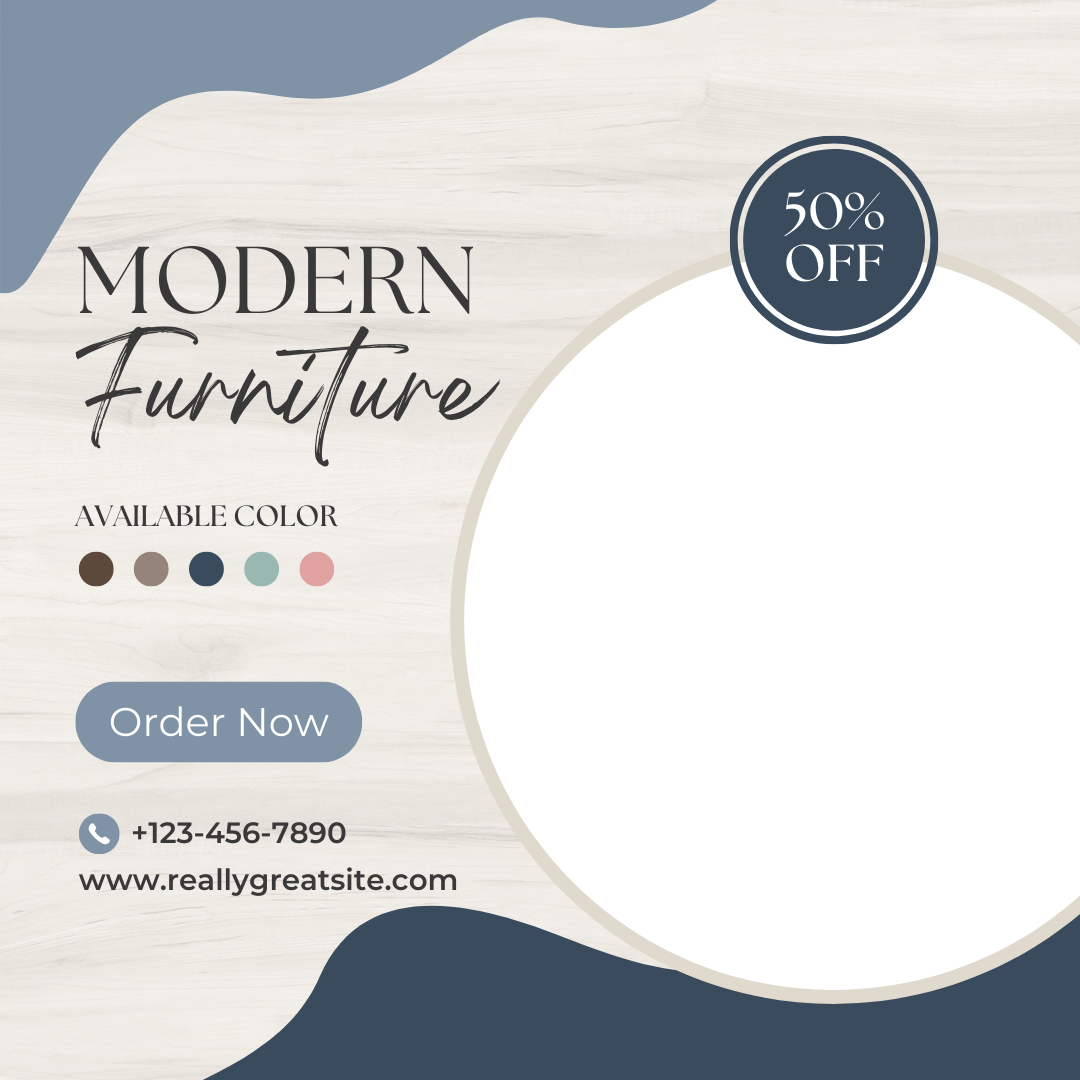 50%
OFF
MODERN
Furniture
AVAILABLE COLOR
Order Now
+123-456-7890
www.reallygreatsite.com